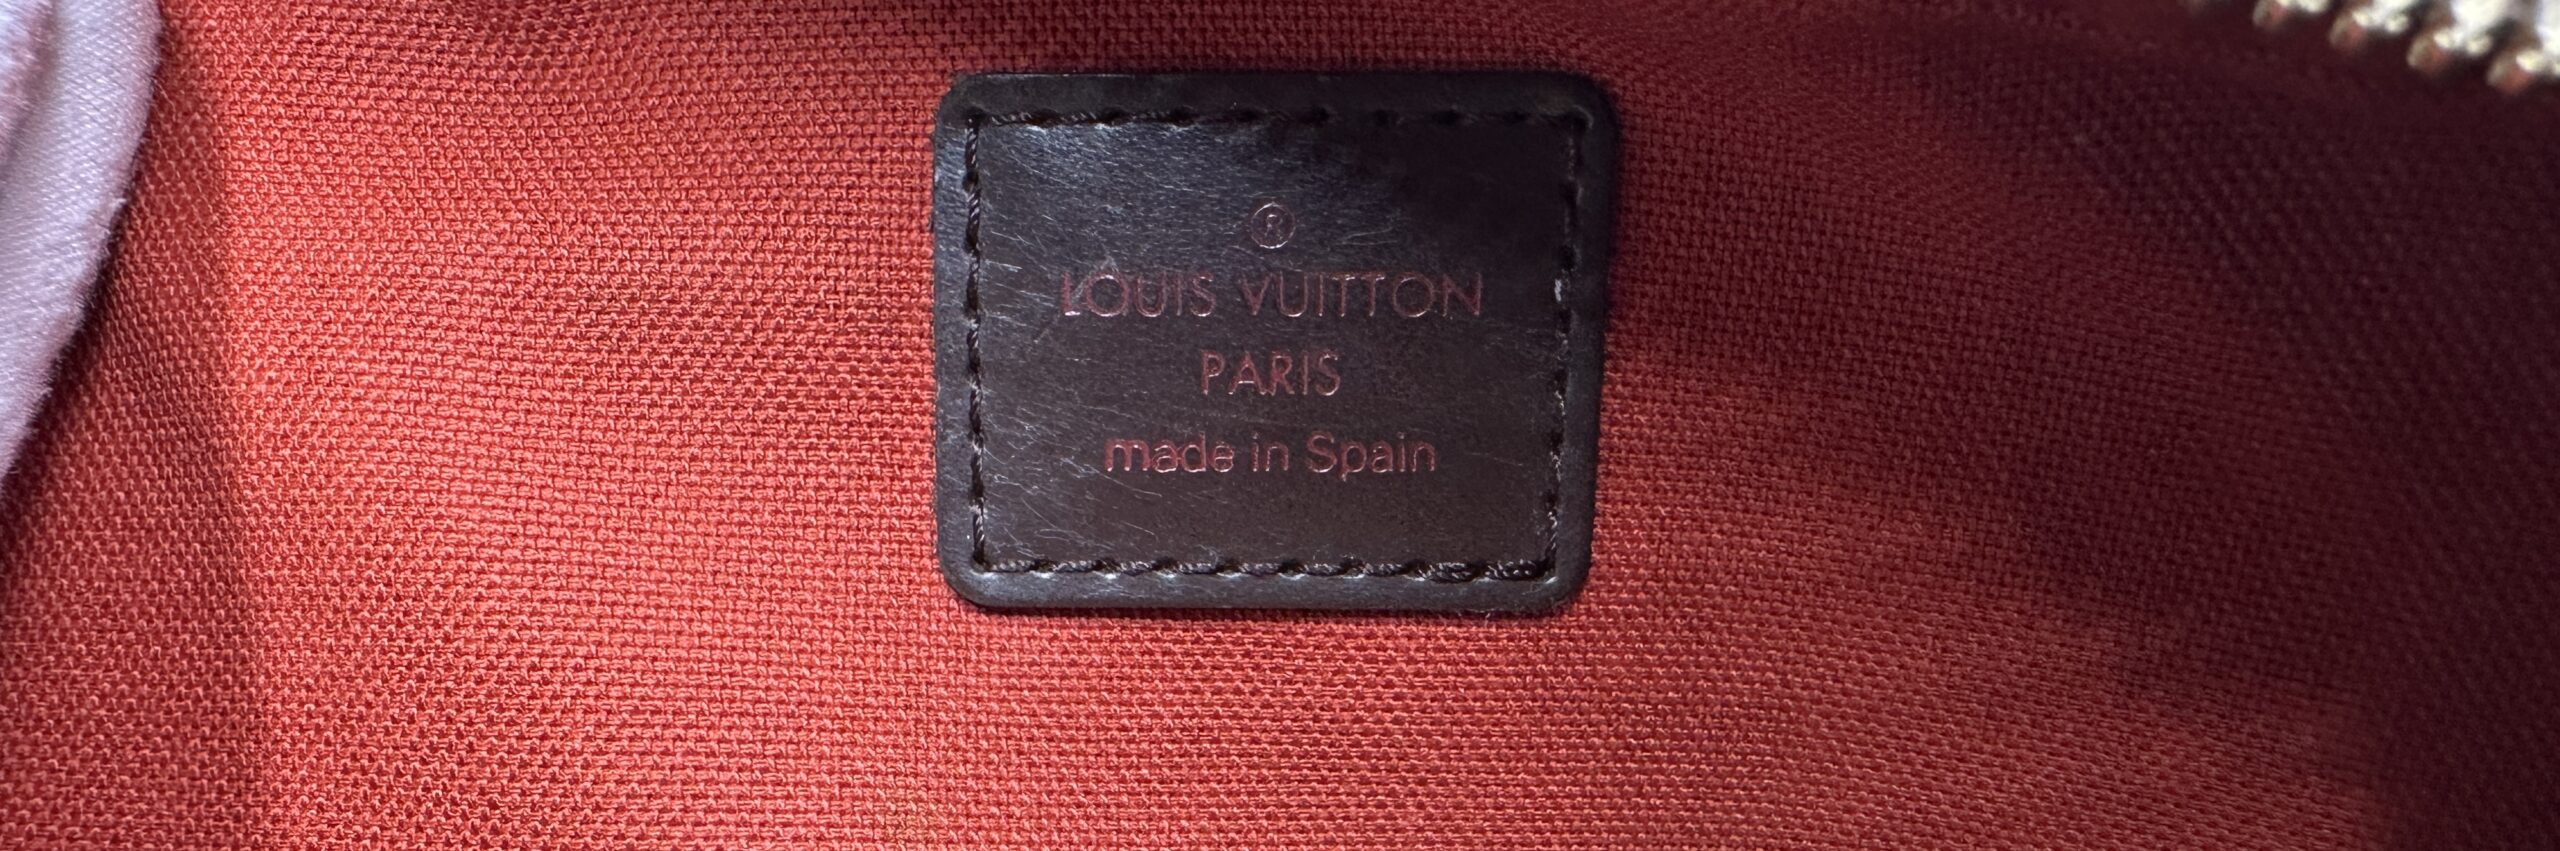 ®
LOUIS VUITTON
PARIS
made in Spain